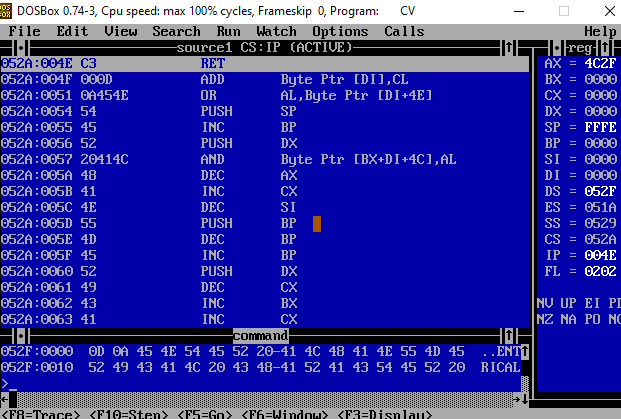 DOSBox 0.74-3, Cpu speed: max 100% cycles, Frameskip 0, Program: CV
File Edit View Search Run Watch Options Calls Help
source1 CS:IP (ACTIVE) reg
052A:004E C3 RET
052A:004F 000D ADD Byte Ptr [DI],CL
052A:0051 0A454E OR AL,Byte Ptr [DI+4E]
052A:0054 54 PUSH SP
052A:0055 45 INC BP
052A:0056 52 PUSH DX
052A:0057 20414C AND Byte Ptr [BX+DI+4C],AL
052A:005A 48 DEC AX
052A:005B 41 INC CX
052A:005C 4E DEC SI
052A:005D 55 PUSH BP
052A:005E 4D DEC BP
052A:005F 45 INC BP
052A:0060 52 PUSH DX
052A:0061 49 DEC CX
052A:0062 43 INC BX
052A:0063 41 INC CX
AX = 4C2F
BX = 0000
CX = 0000
DX = 0000
SP = FFFE
BP = 0000
SI = 0000
DI = 0000
DS = 052F
ES = 051A
SS = 0529
CS = 052A
IP = 004E
FL = 0202
NV UP EI
NZ NA PO
command
052F:0000 0D 0A 45 4E 54 45 52 20-41 4C 48 41 4E 55 4D 45 ..ENT
052F:0010 52 49 43 41 4C 20 43 48-41 52 41 43 54 45 52 20 RICAL
>_
<F8=Trace> <F10=Step> <F5=Go> <F6=Window> <F3=Display>